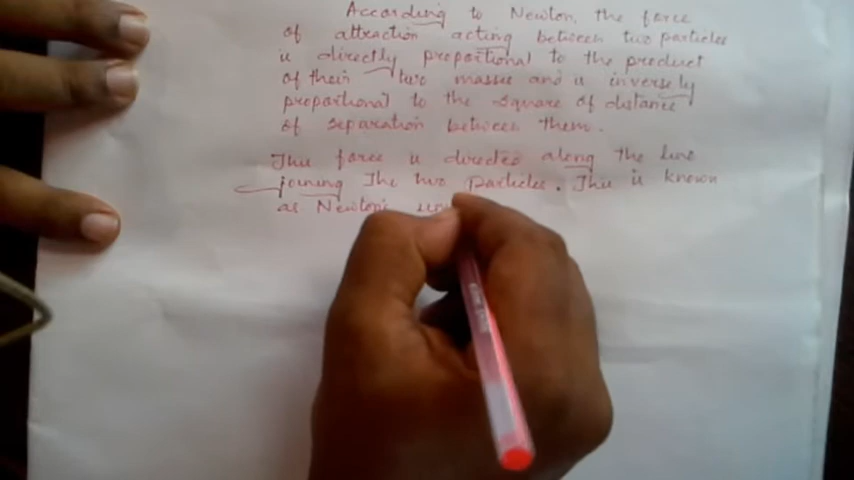 According to Newton, the force
of attraction acting between two particles
is directly proportional to the product
of their two masses and is inversely
proportional to the square of distance
of separation between them.
This force is directed along the line
joining The two particles. This is known
as Newton's